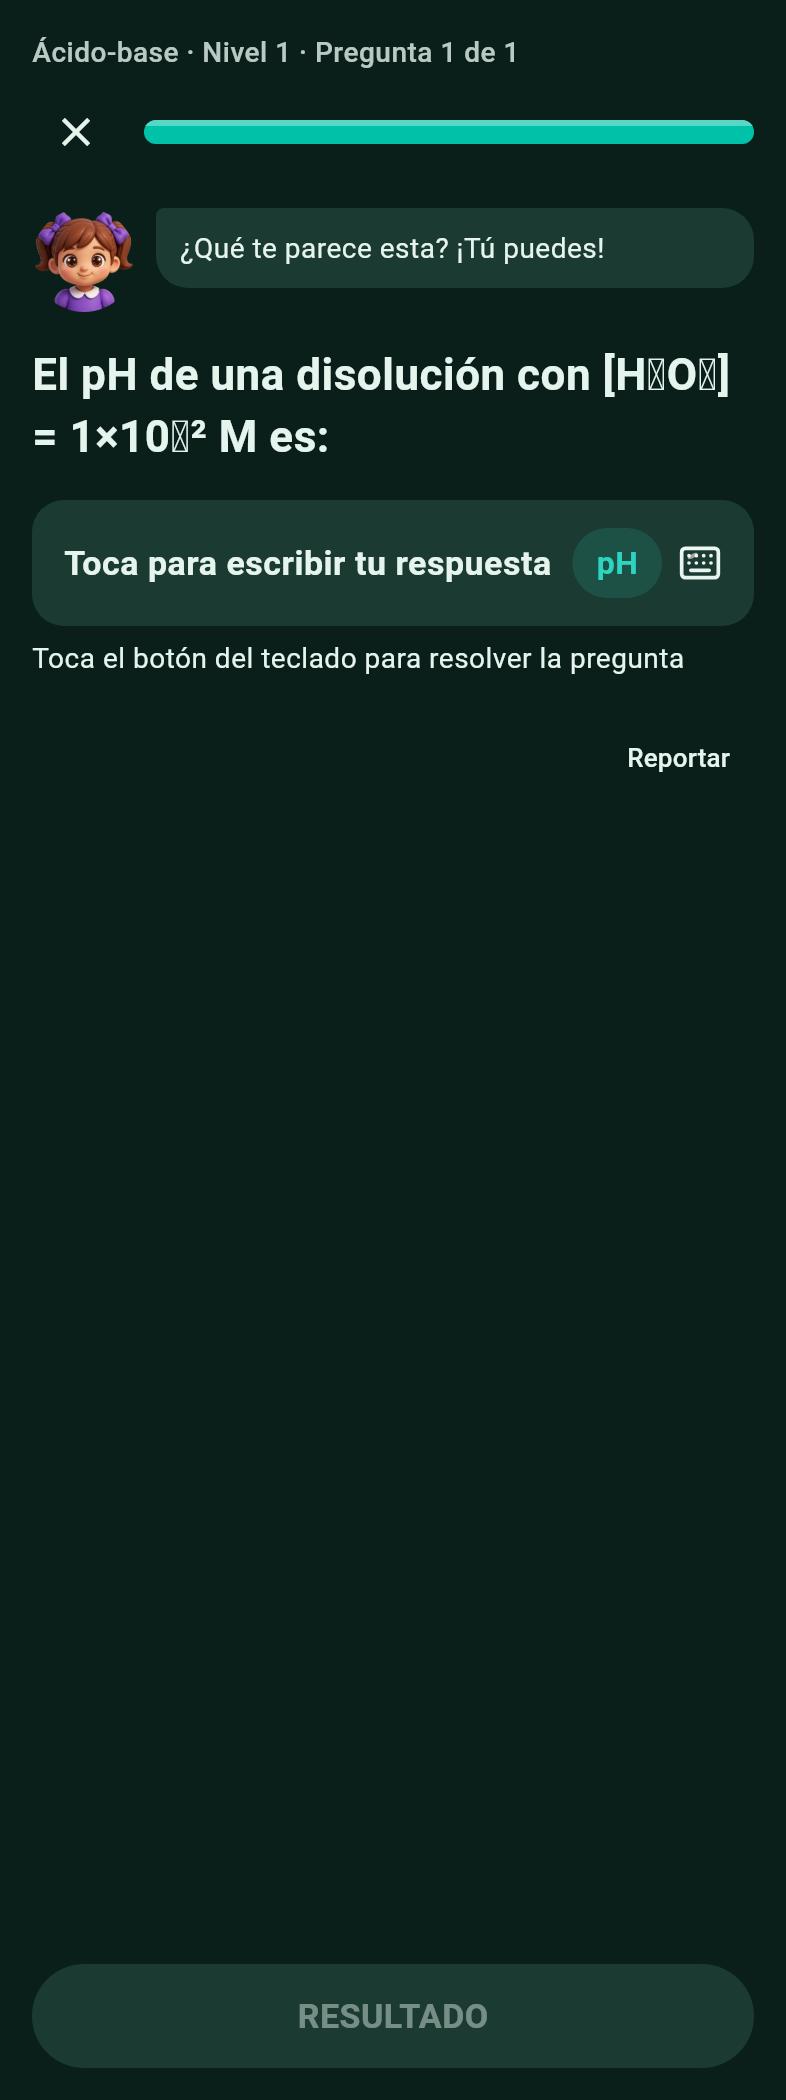 Ácido-base · Nivel 1 · Pregunta 1 de 1
¿Qué te parece esta? ¡Tú puedes!
El pH de una disolución con [H▯O▯]
= 1×10▯² M es:
Toca para escribir tu respuesta pH
Toca el botón del teclado para resolver la pregunta
Reportar
RESULTADO